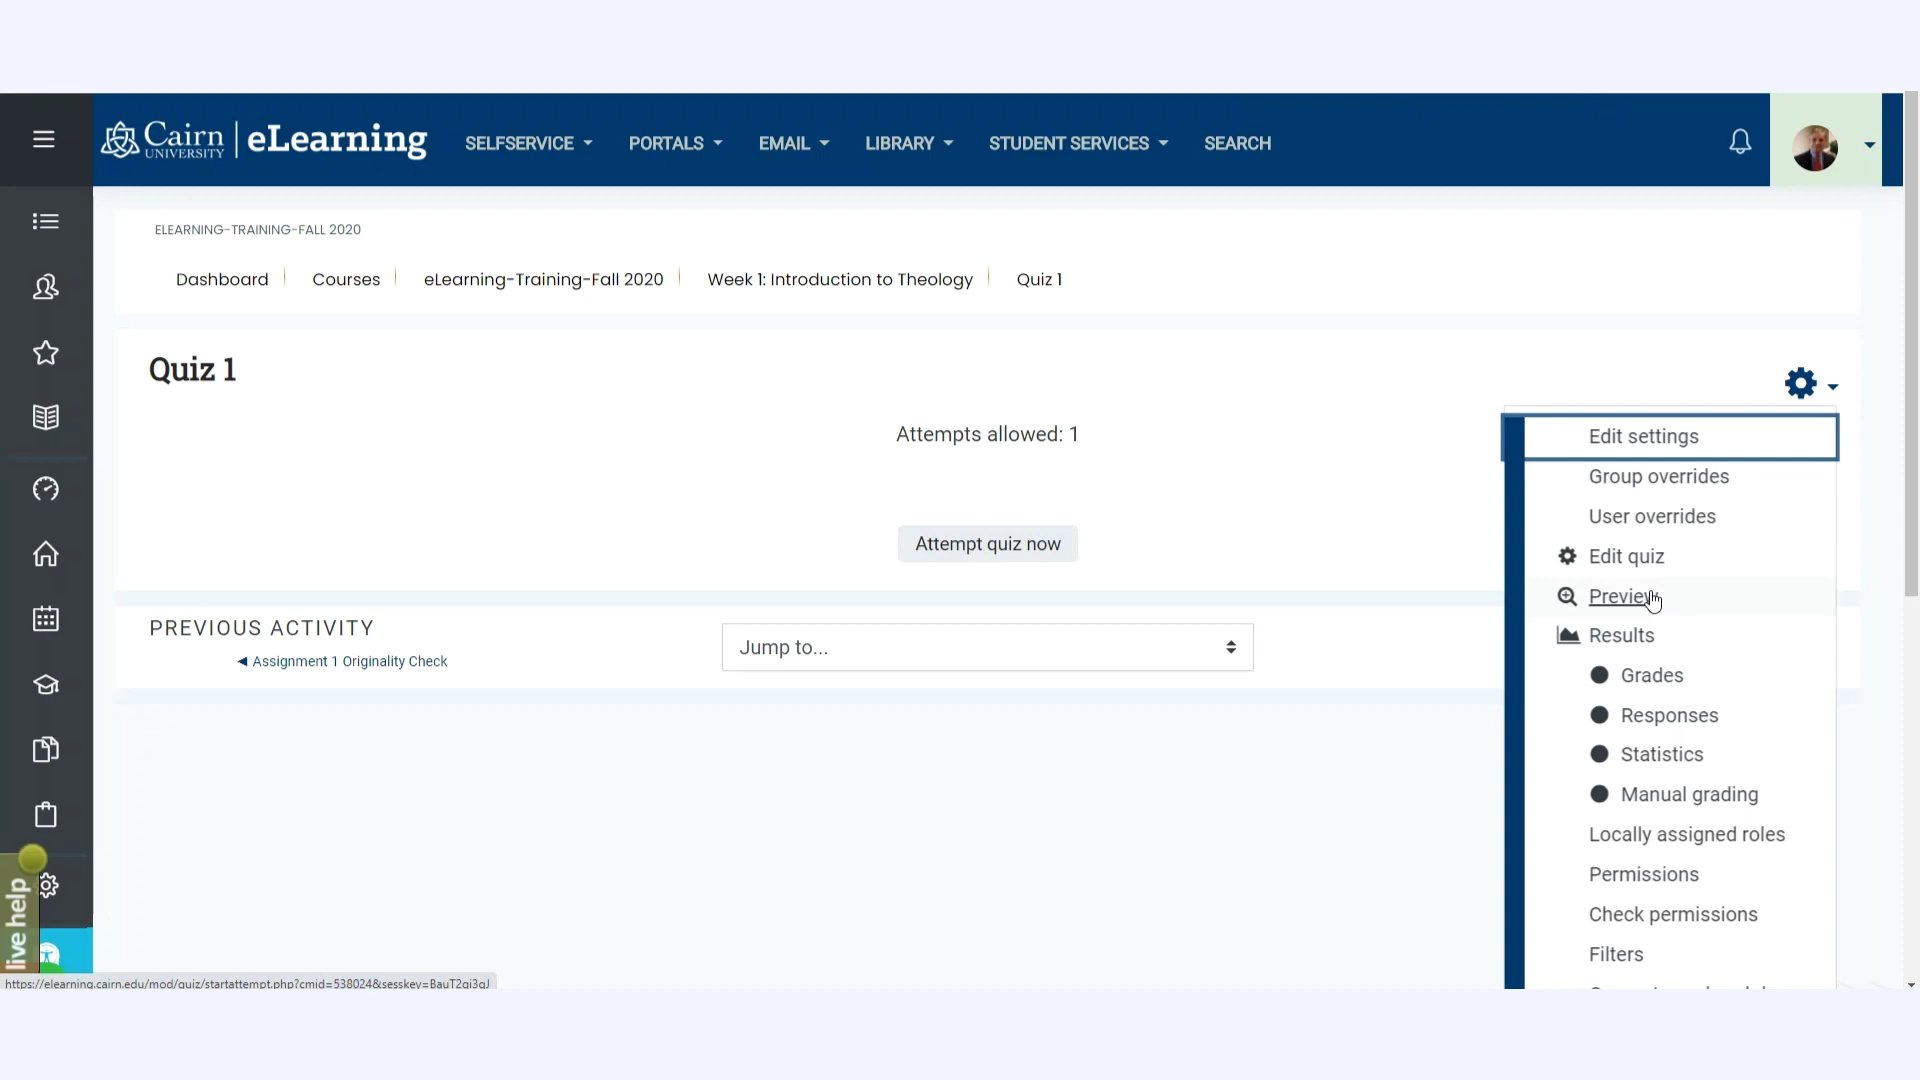 Cairn UNIVERSITY eLearning SELFSERVICE PORTALS EMAIL LIBRARY STUDENT SERVICES SEARCH
ELEARNING-TRAINING-FALL 2020
Dashboard Courses eLearning-Training-Fall 2020 Week 1: Introduction to Theology Quiz 1
Quiz 1
Attempts allowed: 1
Attempt quiz now
PREVIOUS ACTIVITY
◄ Assignment 1 Originality Check
Jump to...
Edit settings
Group overrides
User overrides
Edit quiz
Preview
Results
Grades
Responses
Statistics
Manual grading
Locally assigned roles
Permissions
Check permissions
Filters
live help
https://elearning.cairn.edu/mod/quiz/startattempt.php?cmid=538024&sesskey=BauT2qi3qJ